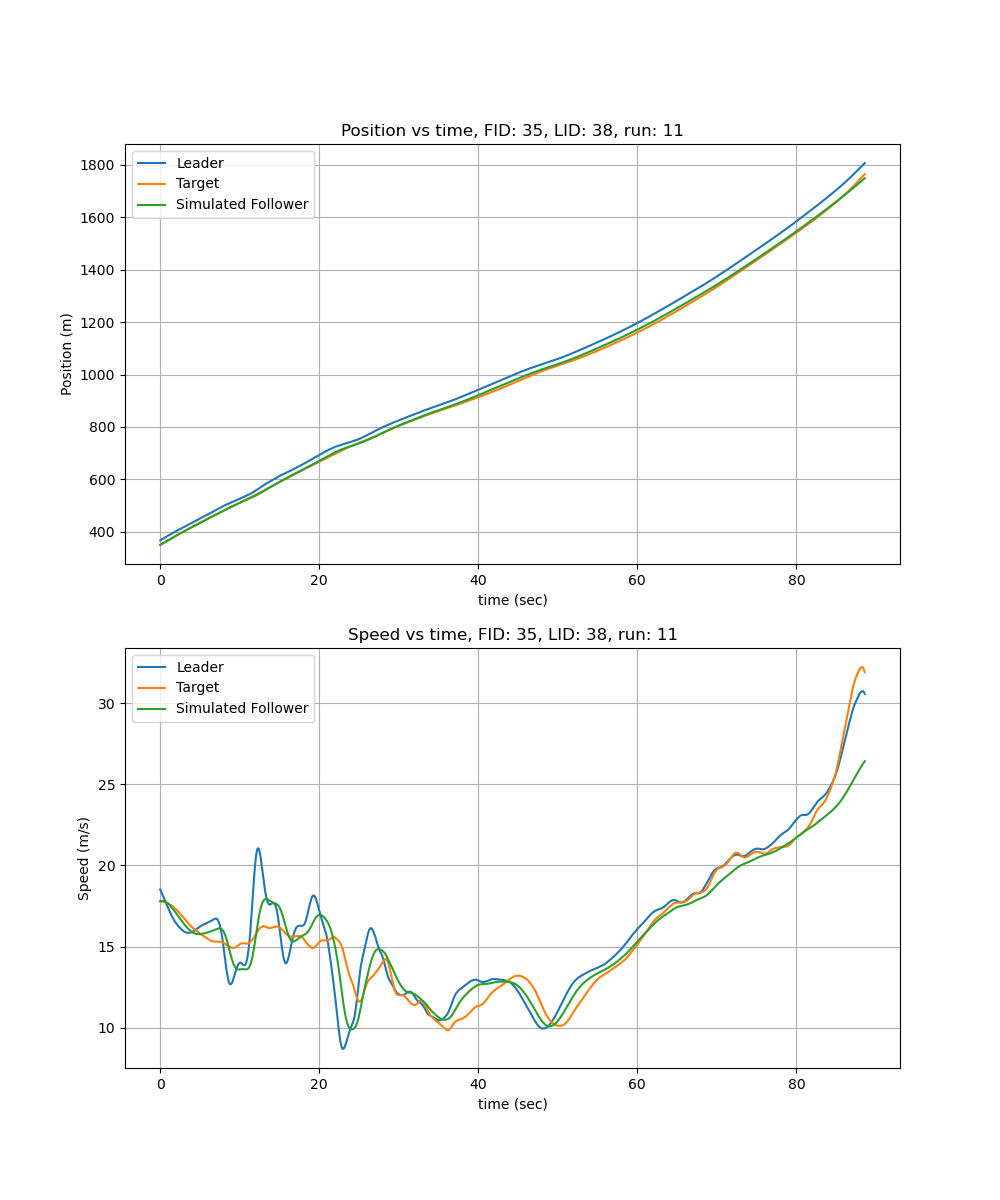 Position vs time, FID: 35, LID: 38, run: 11
Leader
Target
Simulated Follower
Position (m)
1800
1600
1400
1200
1000
800
600
400
0 20 40 60 80
time (sec)
Speed vs time, FID: 35, LID: 38, run: 11
Leader
Target
Simulated Follower
Speed (m/s)
30
25
20
15
10
0 20 40 60 80
time (sec)